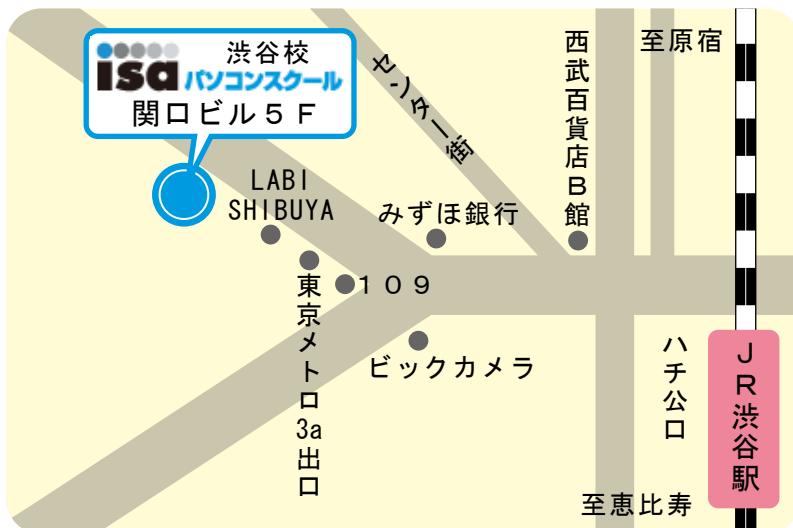 isa パソコンスクール
渋谷校
関口ビル５Ｆ
センター街
西武百貨店Ｂ館
至原宿
LABI
SHIBUYA
みずほ銀行
東京メトロ3a出口
１０９
ビックカメラ
ハチ公口
ＪＲ渋谷駅
至恵比寿